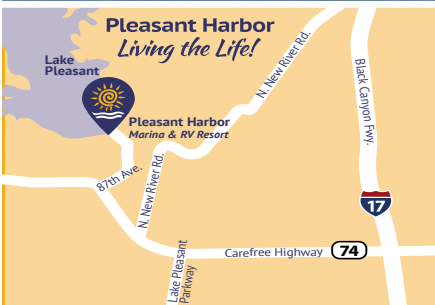 Pleasant Harbor
Living the Life!
Lake
Pleasant
Pleasant Harbor
Marina & RV Resort
N. New River Rd.
Black Canyon Fwy.
87th Ave.
N. New River Rd.
17
Carefree Highway 74
Lake Pleasant
Parkway